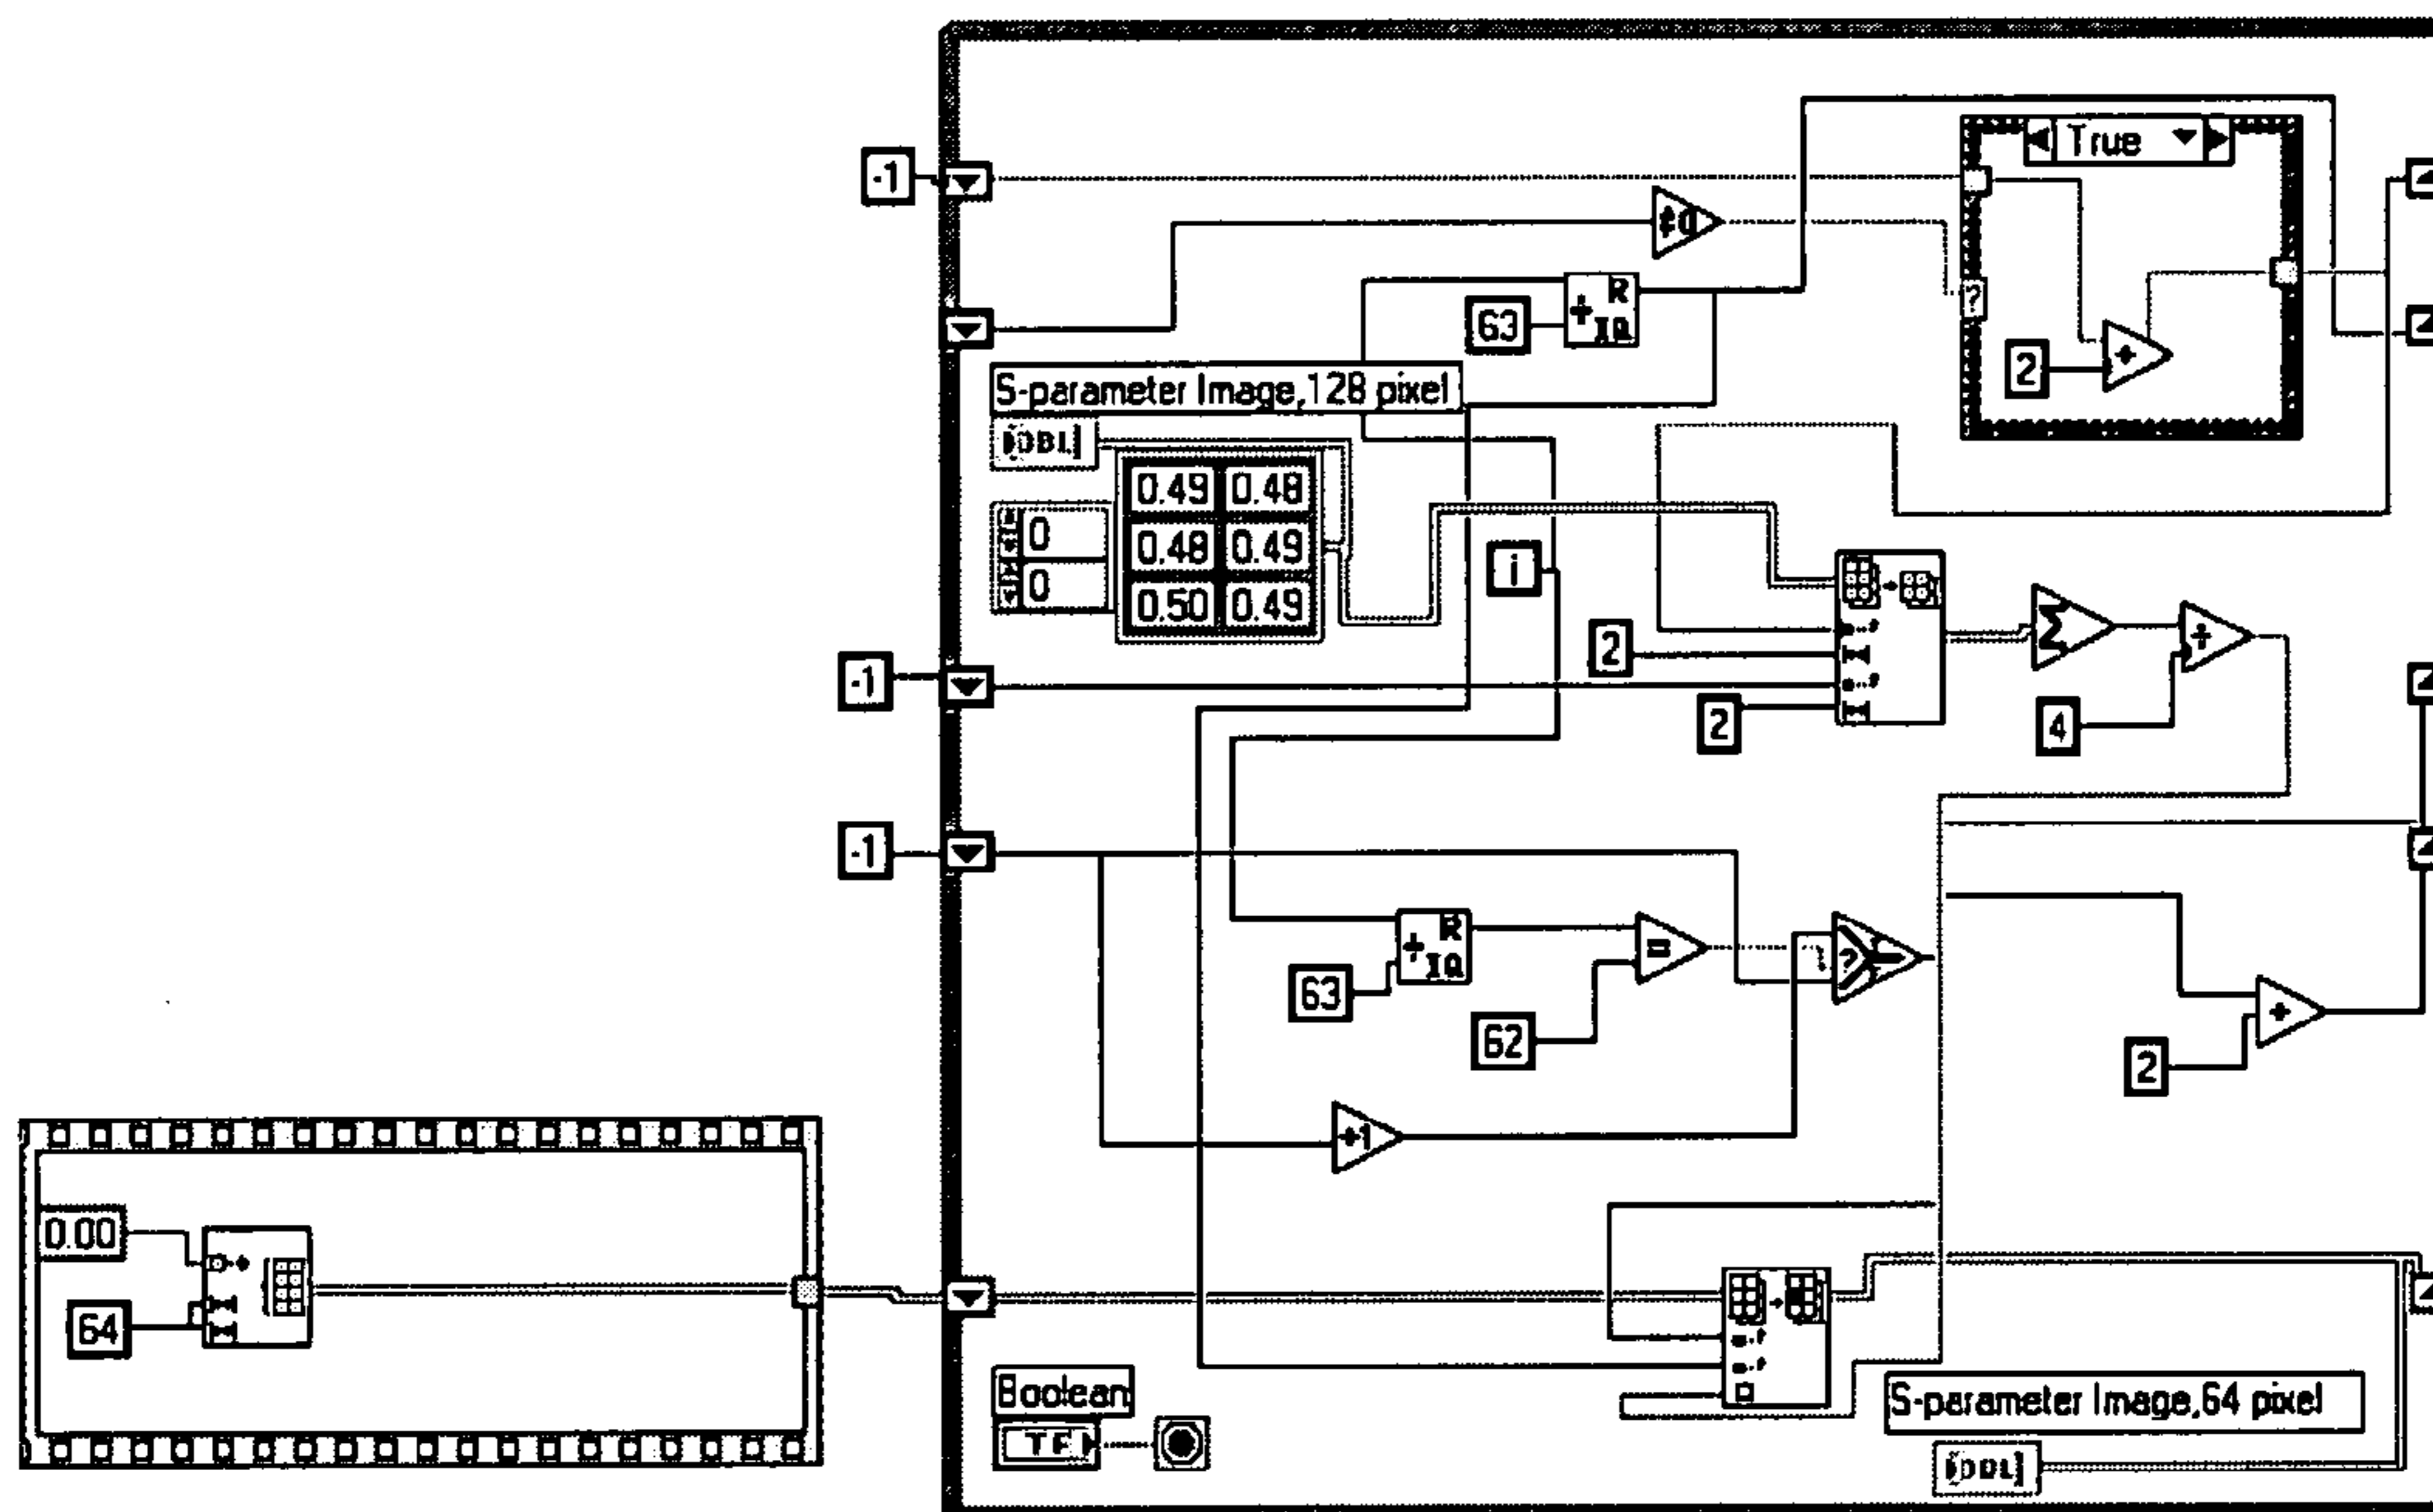 True
-1
63
R
IQ
2
S-parameter Image,128 pixel
[DBL]
0.49 0.48
0
0.48 0.49
0
0.50 0.49
i
2
-1
2
4
-1
R
IQ
63
?
62
2
+1
0.00
64
Boolean
TF
S-parameter Image,64 pixel
[DBL]